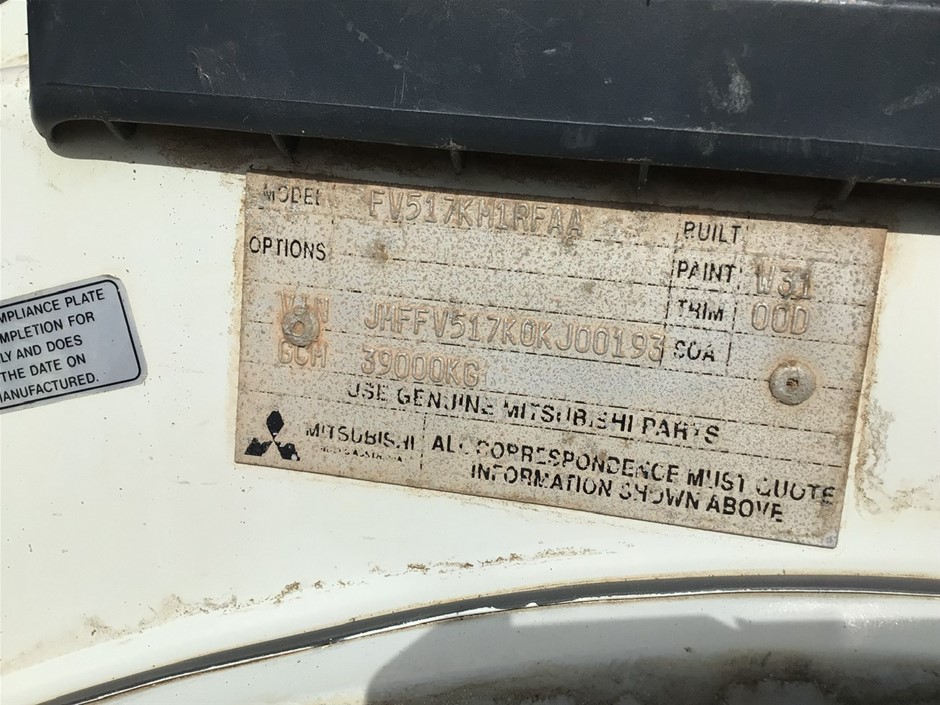 MPLIANCE PLATE
MPLETION FOR
LY AND DOES
THE DATE ON
MANUFACTURED.
MODEL FV517KM1RFAA
BUILT
OPTIONS
PAINT W31
TRIM 00D
VIN JMFFV517K0KJ00193
SOA
GCM 39000KG
USE GENUINE MITSUBISHI PARTS
MITSUBISHI
ALL CORRESPONDENCE MUST QUOTE
INFORMATION SHOWN ABOVE